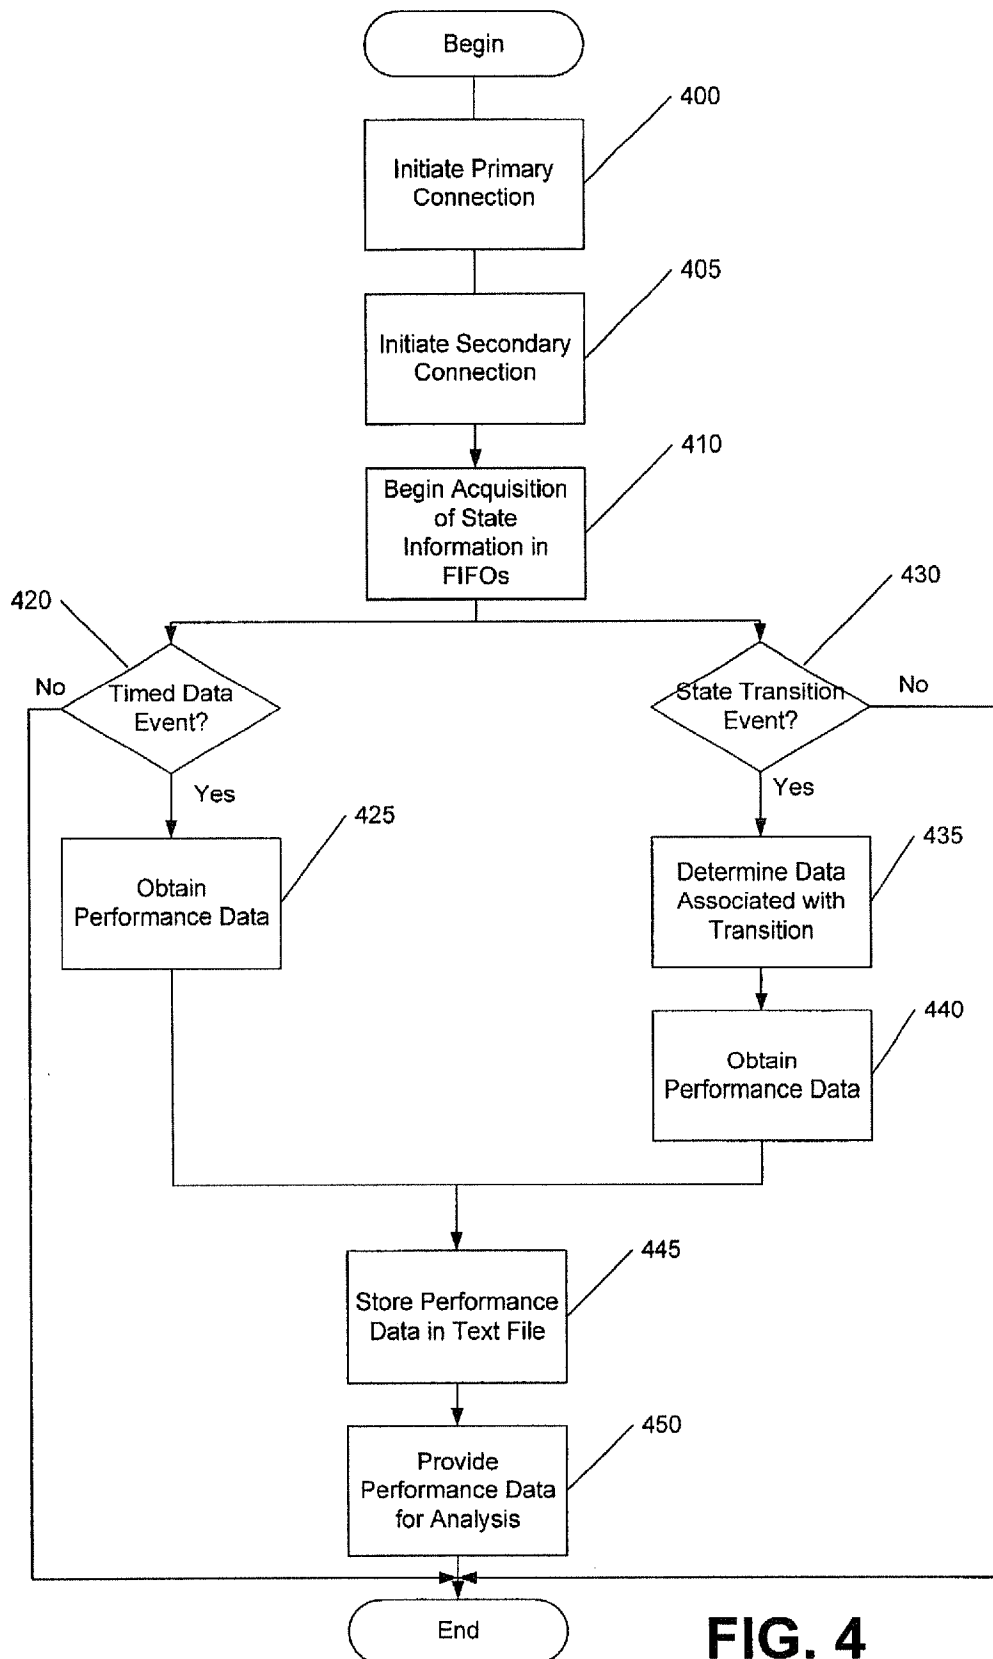 Begin
400
Initiate Primary
Connection
405
Initiate Secondary
Connection
410
Begin Acquisition
of State
Information in
FIFOs
420
430
No
Timed Data
Event?
State Transition
Event?
No
Yes
Yes
425
Obtain
Performance Data
435
Determine Data
Associated with
Transition
440
Obtain
Performance Data
445
Store Performance
Data in Text File
450
Provide
Performance Data
for Analysis
End
FIG. 4